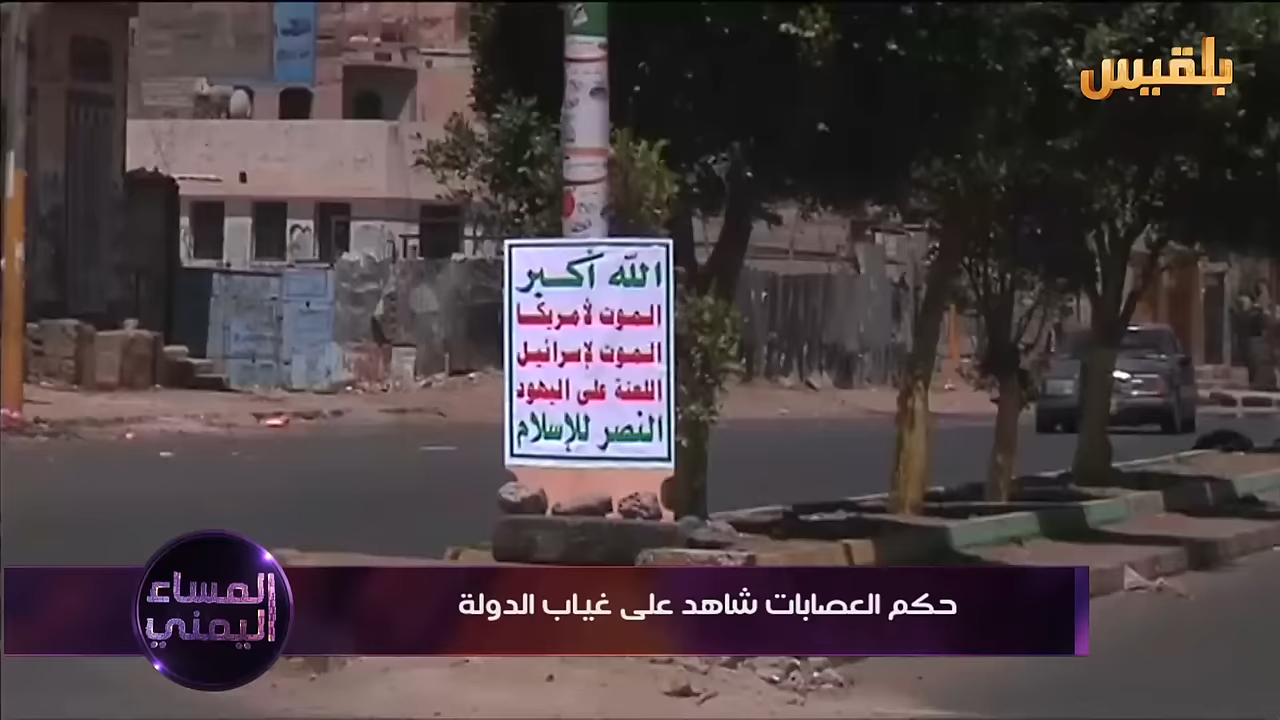 بلقيس
الله أكبر
الموت لأمريكا
الموت لإسرائيل
اللعنة على اليهود
النصر للإسلام
حكم العصابات شاهد على غياب الدولة
المساء
اليمني